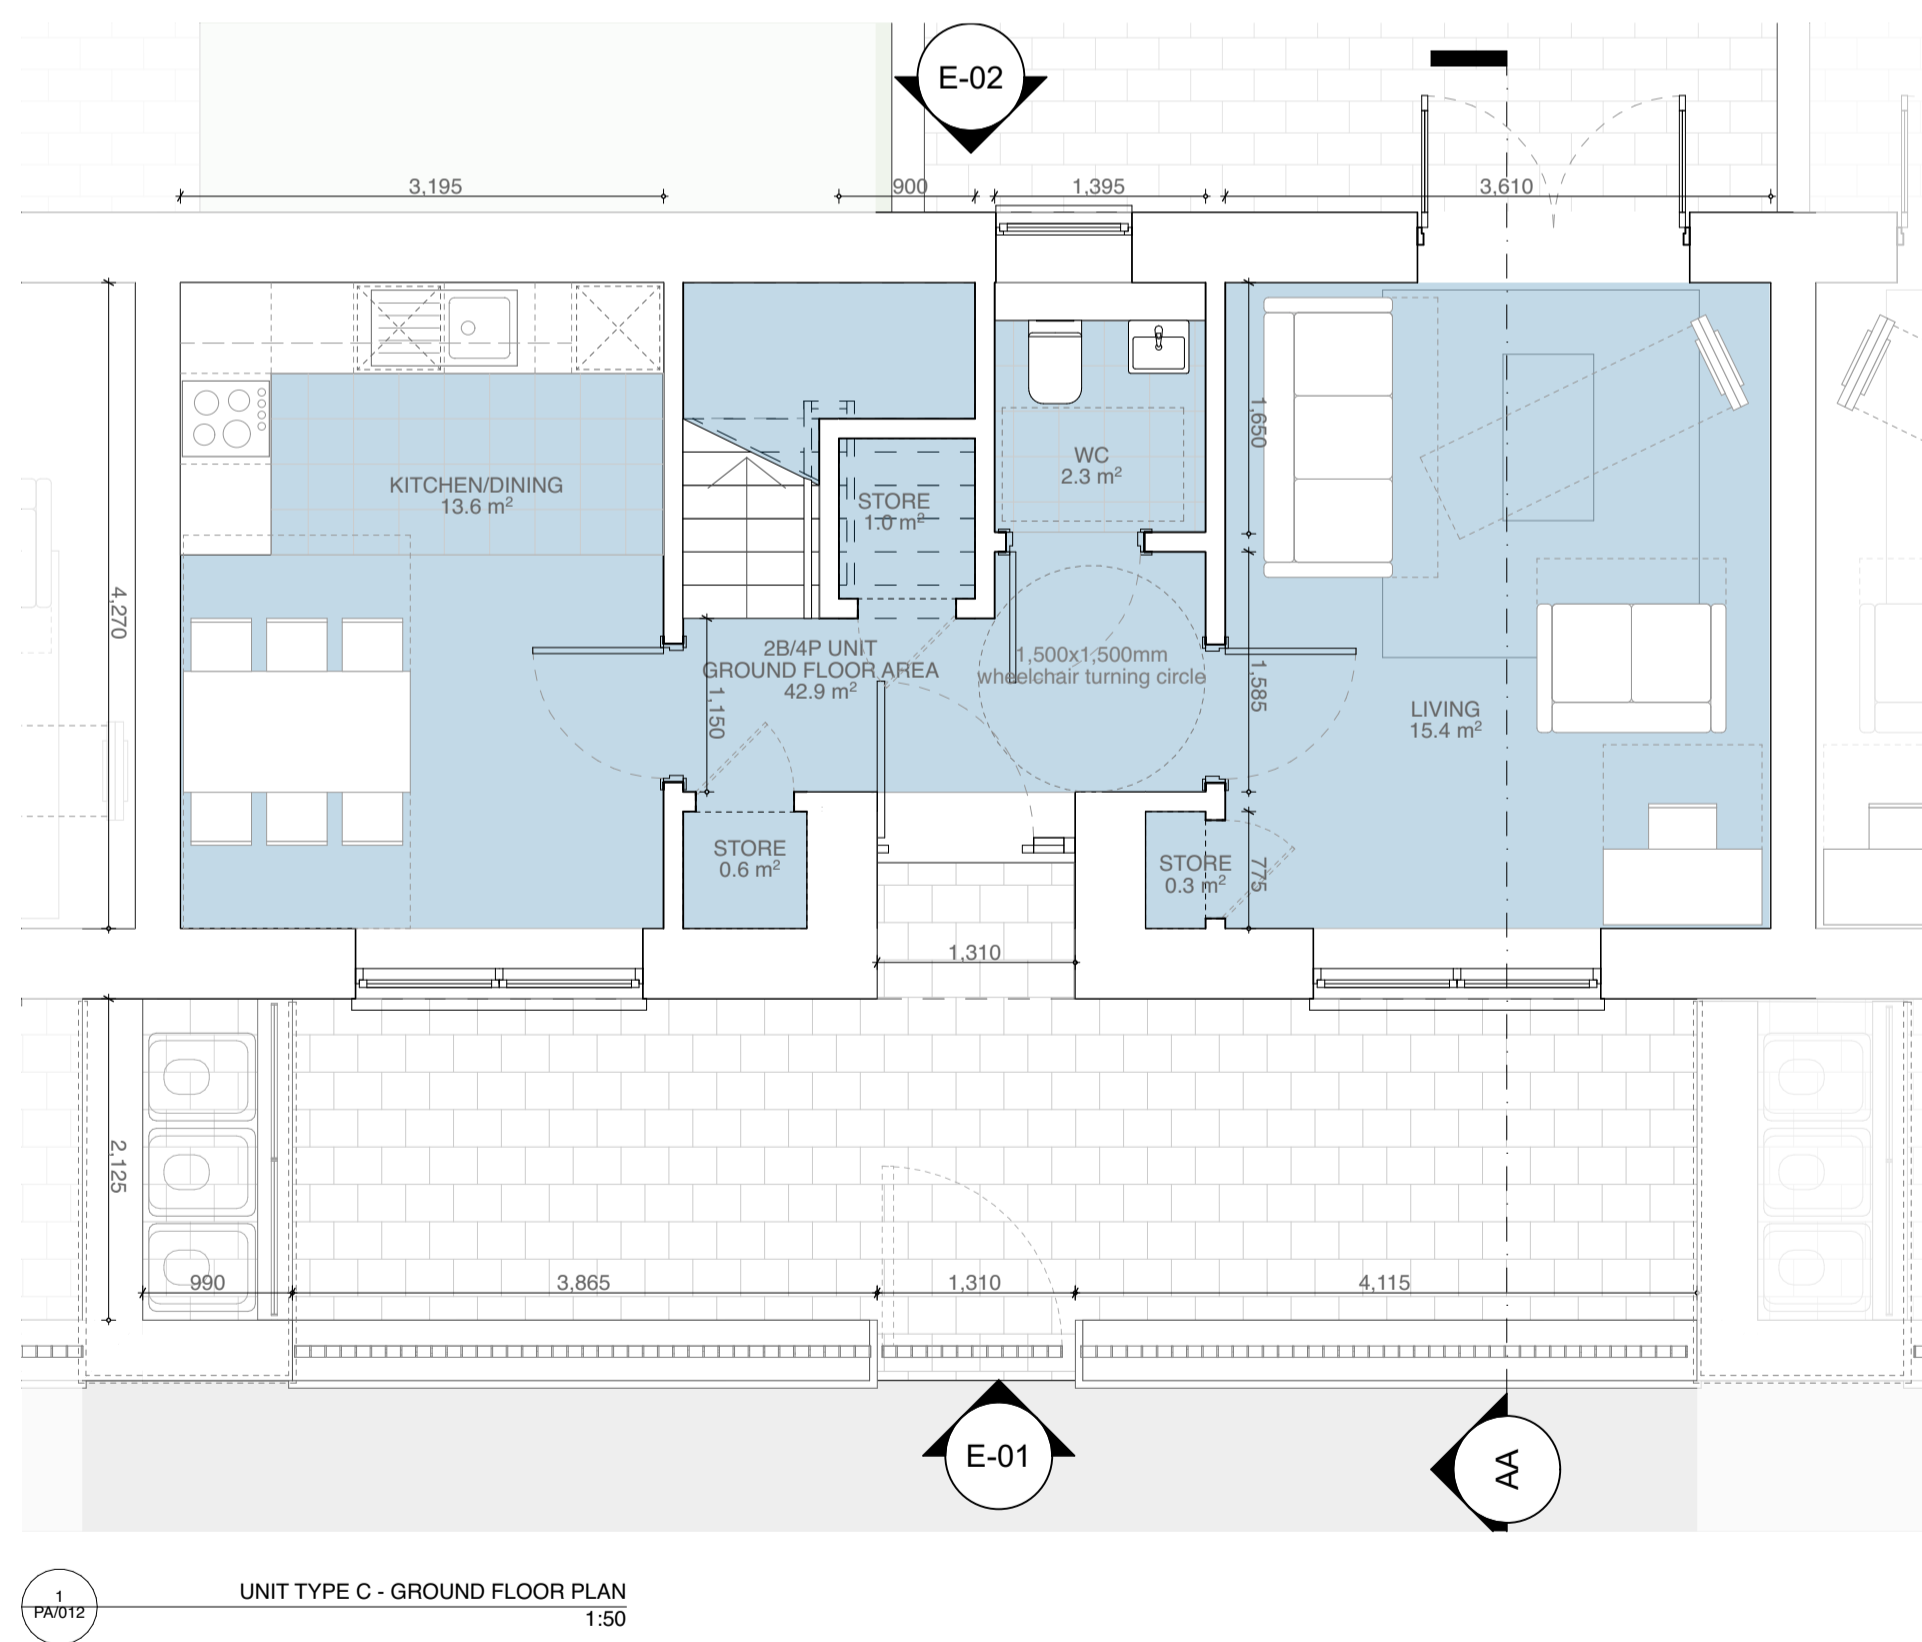 E-02
3,195
900
1,395
3,610
1,650
WC
2.3 m²
KITCHEN/DINING
13.6 m²
STORE
1.0 m²
4,270
2B/4P UNIT
GROUND FLOOR AREA
42.9 m²
1,500x1,500mm
wheelchair turning circle
1,150
1,585
LIVING
15.4 m²
STORE
0.6 m²
STORE
0.3 m²
775
1,310
2,125
990
3,865
1,310
4,115
E-01
AA
1
PA/012
UNIT TYPE C - GROUND FLOOR PLAN
1:50